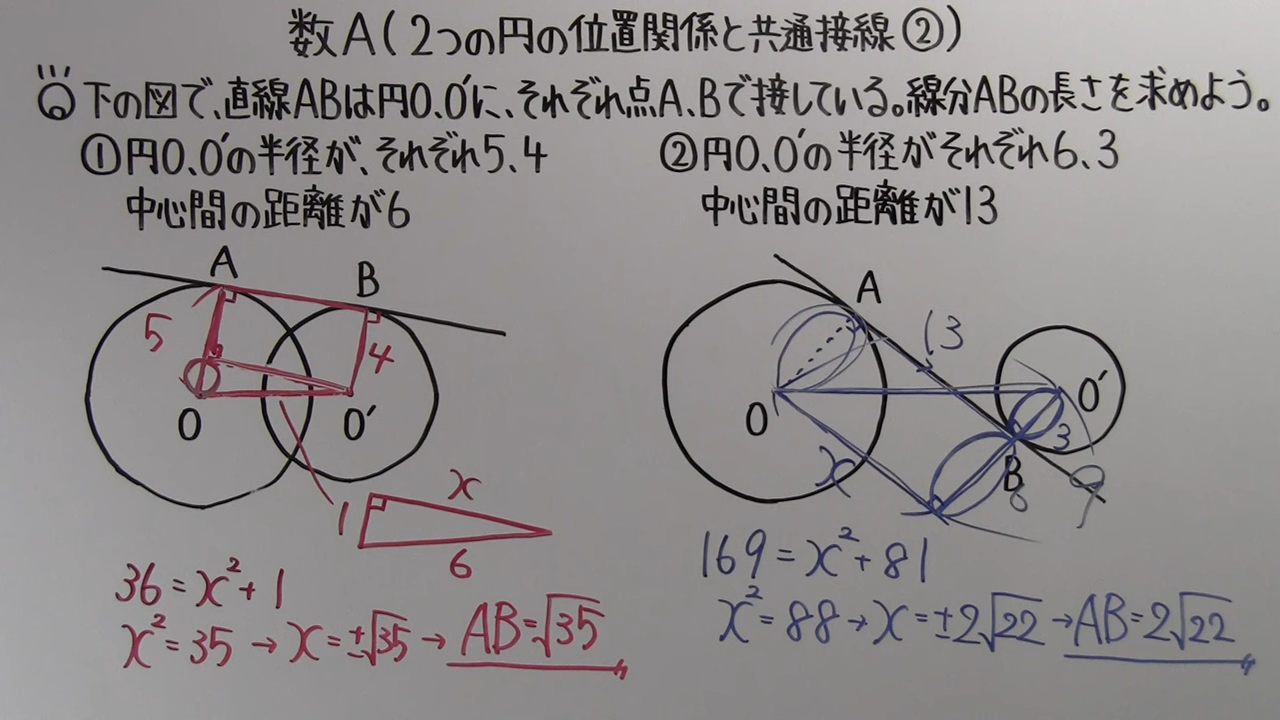 数A(2つの円の位置関係と共通接線②)
下の図で、直線ABは円O、O'に、それぞれ点A、Bで接している。線分ABの長さを求めよう。
①円O、O'の半径が、それぞれ5、4
中心間の距離が6
②円O、O'の半径がそれぞれ6、3
中心間の距離が13
A
B
5
4
O
O'
1
x
6
36=x²+1
x²=35→x=±√35→AB=√35
A
13
O
O'
3
B
x
6
9
169=x²+81
x²=88→x=±2√22→AB=2√22